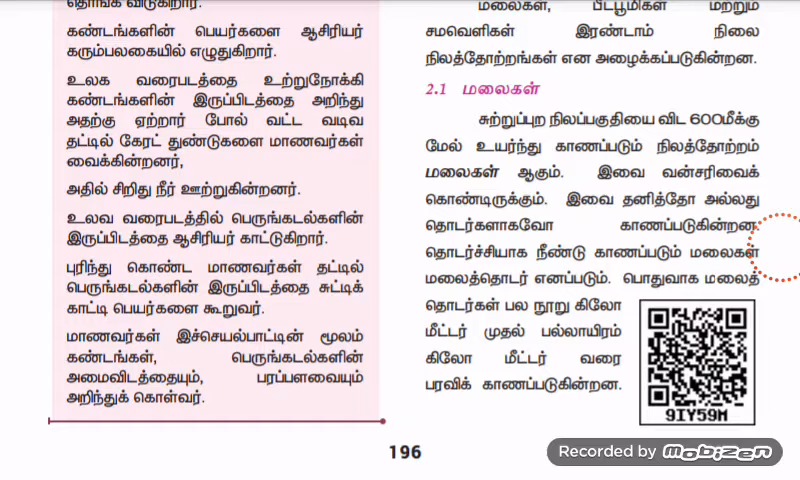 தொங்க விடுகிறார்.
கண்டங்களின் பெயர்களை ஆசிரியர்
கரும்பலகையில் எழுதுகிறார்.
உலக வரைபடத்தை உற்றுநோக்கி
கண்டங்களின் இருப்பிடத்தை அறிந்து
அதற்கு ஏற்றார் போல் வட்ட வடிவ
தட்டில் கேரட் துண்டுகளை மாணவர்கள்
வைக்கின்றனர்,
அதில் சிறிது நீர் ஊற்றுகின்றனர்.
உலவ வரைபடத்தில் பெருங்கடல்களின்
இருப்பிடத்தை ஆசிரியர் காட்டுகிறார்.
புரிந்து கொண்ட மாணவர்கள் தட்டில்
பெருங்கடல்களின் இருப்பிடத்தை சுட்டிக்
காட்டி பெயர்களை கூறுவர்.
மாணவர்கள் இச்செயல்பாட்டின் மூலம்
கண்டங்கள், பெருங்கடல்களின்
அமைவிடத்தையும், பரப்பளவையும்
அறிந்துக் கொள்வர்.
மலைகள், பீடபூமிகள் மற்றும்
சமவெளிகள் இரண்டாம் நிலை
நிலத்தோற்றங்கள் என அழைக்கப்படுகின்றன.
2.1 மலைகள்
சுற்றுப்புற நிலப்பகுதியை விட 600மீக்கு
மேல் உயர்ந்து காணப்படும் நிலத்தோற்றம்
மலைகள் ஆகும். இவை வன்சரிவைக்
கொண்டிருக்கும். இவை தனித்தோ அல்லது
தொடர்களாகவோ காணப்படுகின்றன.
தொடர்ச்சியாக நீண்டு காணப்படும் மலைகள்
மலைத்தொடர் எனப்படும். பொதுவாக மலைத்
தொடர்கள் பல நூறு கிலோ
மீட்டர் முதல் பல்லாயிரம்
கிலோ மீட்டர் வரை
பரவிக் காணப்படுகின்றன.
9IY59M
196
Recorded by mobizen